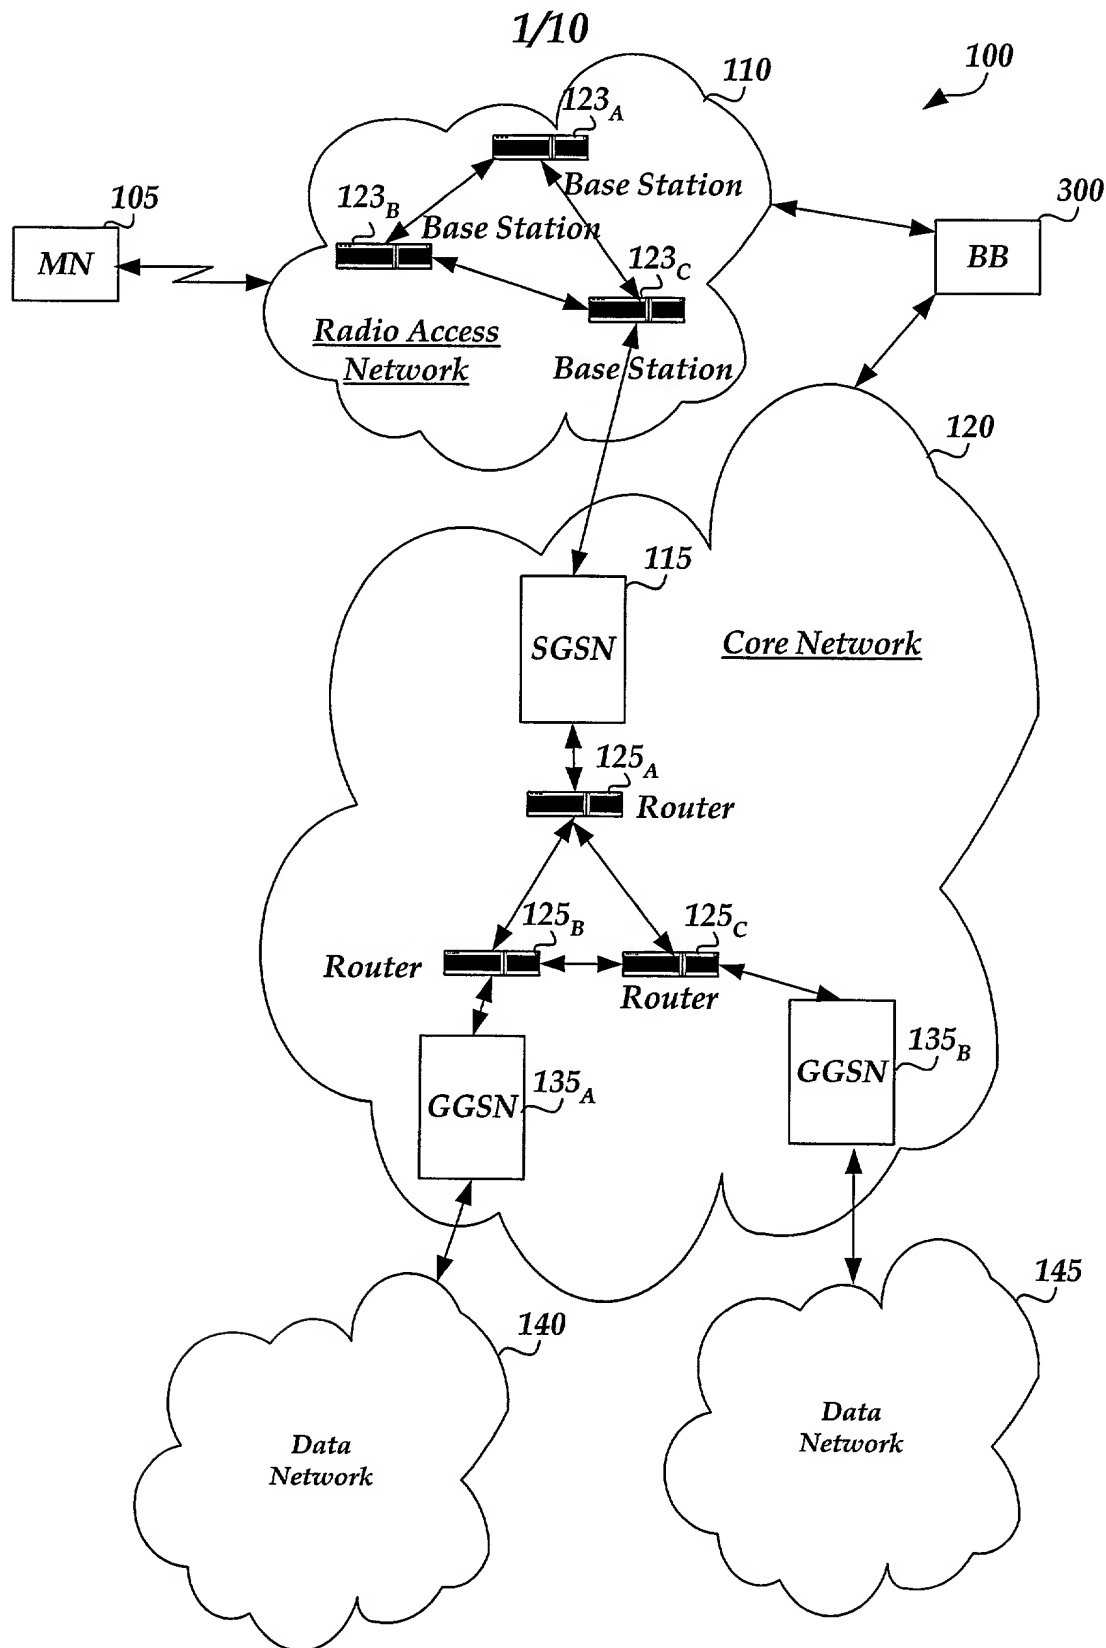 1/10
100
110
123A
Base Station
105
MN
123B
Base Station
300
BB
123C
Radio Access
Network
Base Station
120
115
SGSN
Core Network
125A
Router
125B
125C
Router
Router
135B
GGSN
135A
GGSN
145
140
Data
Network
Data
Network